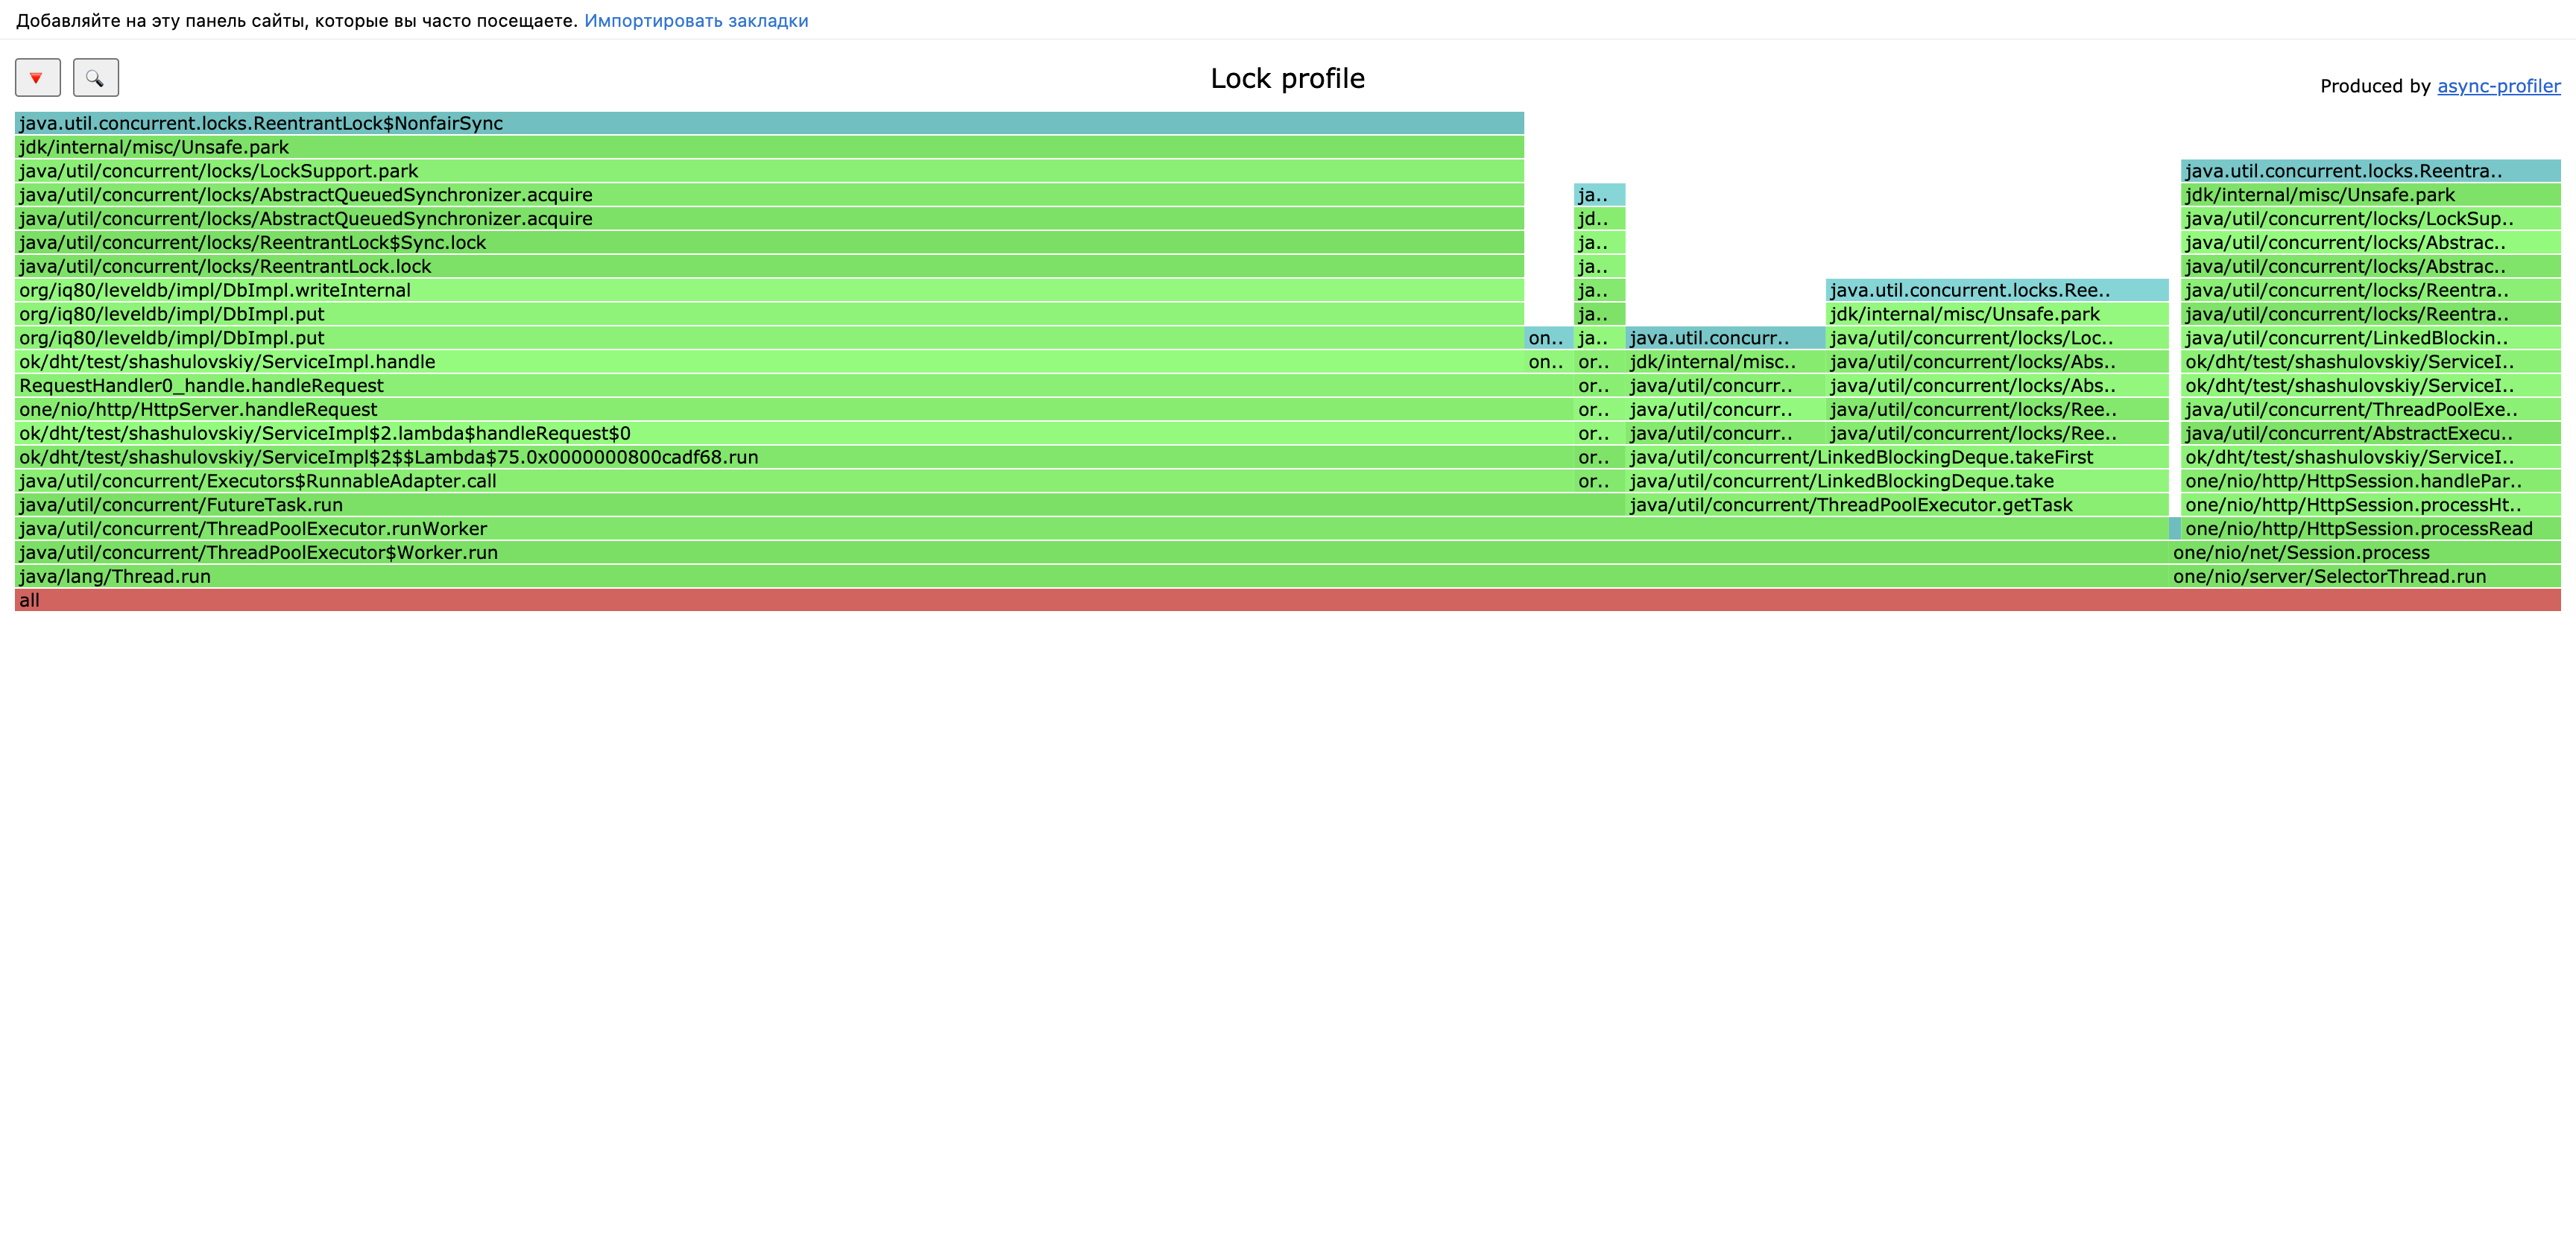 Добавляйте на эту панель сайты, которые вы часто посещаете. Импортировать закладки
Lock profile
Produced by async-profiler
java.util.concurrent.locks.ReentrantLock$NonfairSync
jdk/internal/misc/Unsafe.park
java/util/concurrent/locks/LockSupport.park java.util.concurrent.locks.Reentra..
java/util/concurrent/locks/AbstractQueuedSynchronizer.acquire ja.. jdk/internal/misc/Unsafe.park
java/util/concurrent/locks/AbstractQueuedSynchronizer.acquire jd.. java/util/concurrent/locks/LockSup..
java/util/concurrent/locks/ReentrantLock$Sync.lock ja.. java/util/concurrent/locks/Abstrac..
java/util/concurrent/locks/ReentrantLock.lock ja.. java/util/concurrent/locks/Abstrac..
org/iq80/leveldb/impl/DbImpl.writeInternal ja.. java.util.concurrent.locks.Ree.. java/util/concurrent/locks/Reentra..
org/iq80/leveldb/impl/DbImpl.put ja.. jdk/internal/misc/Unsafe.park java/util/concurrent/locks/Reentra..
org/iq80/leveldb/impl/DbImpl.put on.. ja.. java.util.concurr.. java/util/concurrent/locks/Loc.. java/util/concurrent/LinkedBlockin..
ok/dht/test/shashulovskiy/ServiceImpl.handle on.. or.. jdk/internal/misc.. java/util/concurrent/locks/Abs.. ok/dht/test/shashulovskiy/ServiceI..
RequestHandler0_handle.handleRequest or.. java/util/concurr.. java/util/concurrent/locks/Abs.. ok/dht/test/shashulovskiy/ServiceI..
one/nio/http/HttpServer.handleRequest or.. java/util/concurr.. java/util/concurrent/locks/Ree.. java/util/concurrent/ThreadPoolExe..
ok/dht/test/shashulovskiy/ServiceImpl$2.lambda$handleRequest$0 or.. java/util/concurr.. java/util/concurrent/locks/Ree.. java/util/concurrent/AbstractExecu..
ok/dht/test/shashulovskiy/ServiceImpl$2$$Lambda$75.0x0000000800cadf68.run or.. java/util/concurrent/LinkedBlockingDeque.takeFirst ok/dht/test/shashulovskiy/ServiceI..
java/util/concurrent/Executors$RunnableAdapter.call or.. java/util/concurrent/LinkedBlockingDeque.take one/nio/http/HttpSession.handlePar..
java/util/concurrent/FutureTask.run java/util/concurrent/ThreadPoolExecutor.getTask one/nio/http/HttpSession.processHt..
java/util/concurrent/ThreadPoolExecutor.runWorker one/nio/http/HttpSession.processRead
java/util/concurrent/ThreadPoolExecutor$Worker.run one/nio/net/Session.process
java/lang/Thread.run one/nio/server/SelectorThread.run
all